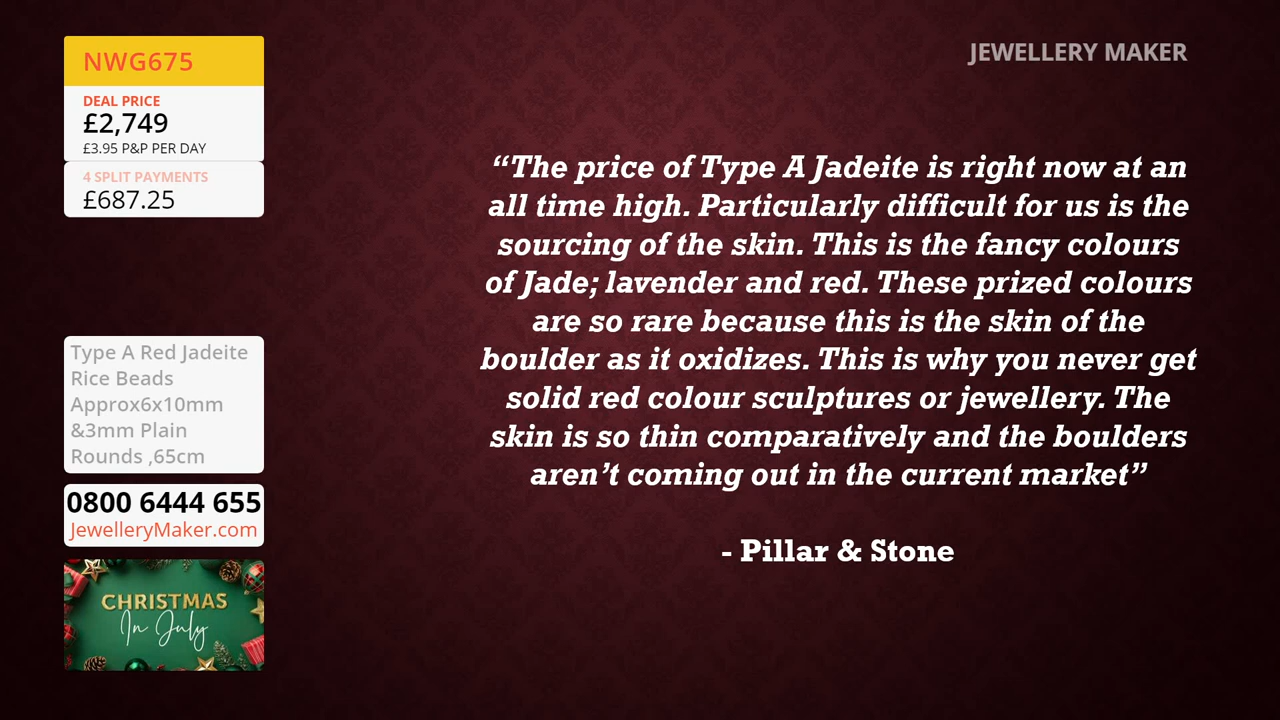 NWG675
DEAL PRICE
£2,749
£3.95 P&P PER DAY
4 SPLIT PAYMENTS
£687.25
Type A Red Jadeite
Rice Beads
Approx6x10mm
&3mm Plain
Rounds ,65cm
0800 6444 655
JewelleryMaker.com
CHRISTMAS
In July
JEWELLERY MAKER
“The price of Type A Jadeite is right now at an
all time high. Particularly difficult for us is the
sourcing of the skin. This is the fancy colours
of Jade; lavender and red. These prized colours
are so rare because this is the skin of the
boulder as it oxidizes. This is why you never get
solid red colour sculptures or jewellery. The
skin is so thin comparatively and the boulders
aren’t coming out in the current market”
- Pillar & Stone